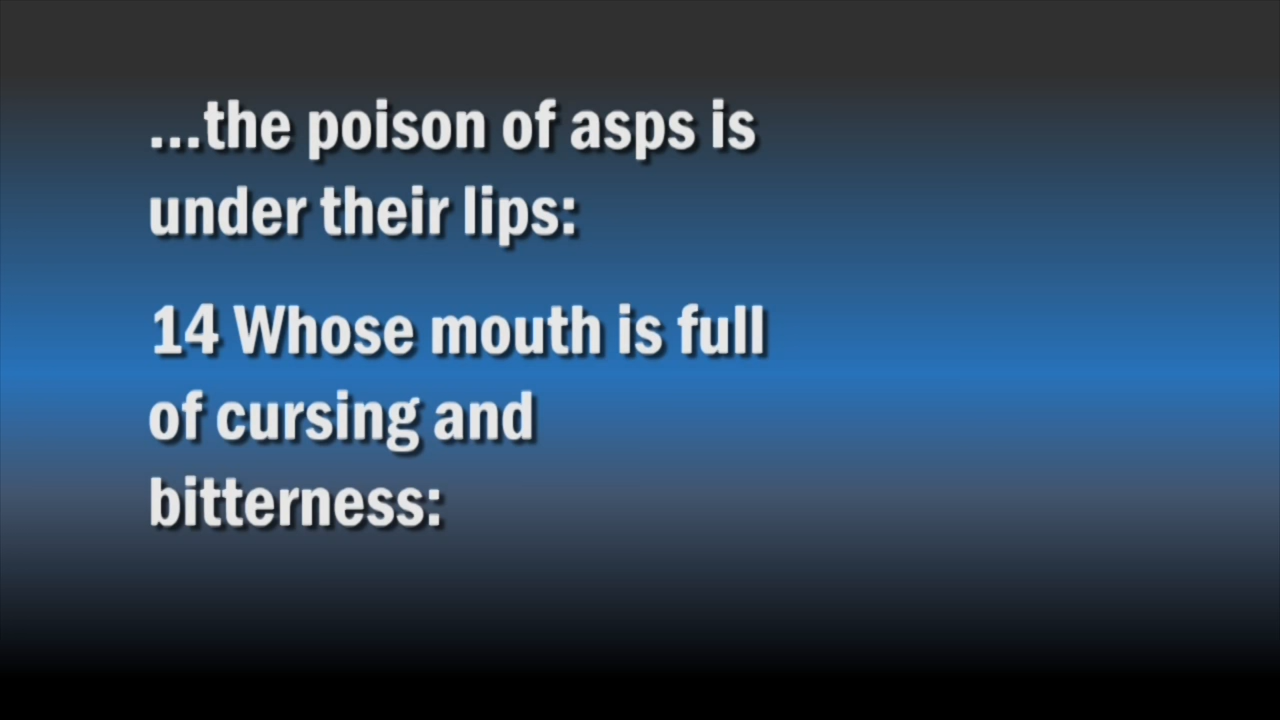 ...the poison of asps is
under their lips:
14 Whose mouth is full
of cursing and
bitterness: